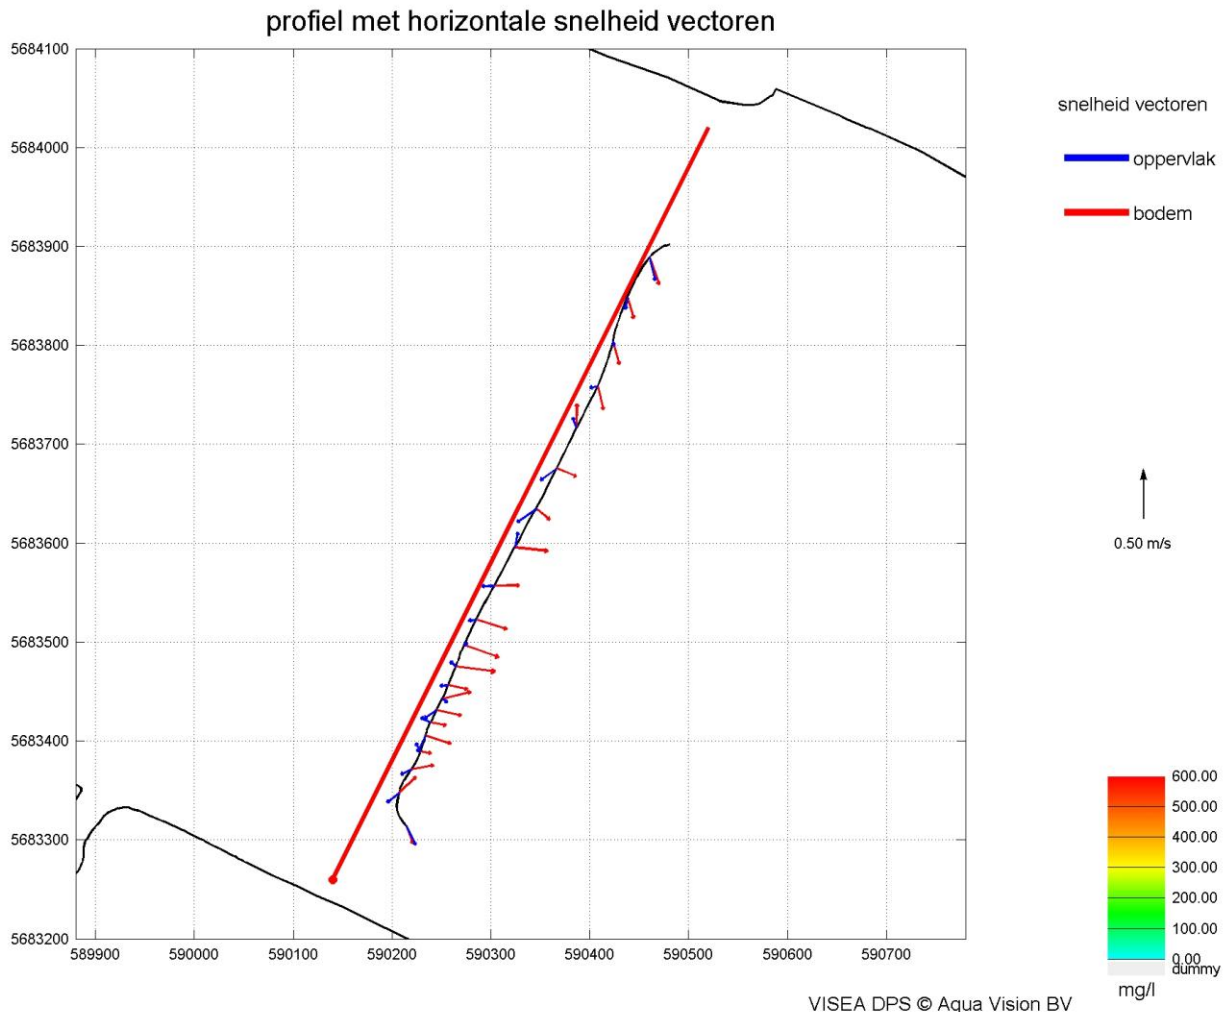 profiel met horizontale snelheid vectoren
5684100
5684000
5683900
5683800
5683700
5683600
5683500
5683400
5683300
5683200
589900 590000 590100 590200 590300 590400 590500 590600 590700
snelheid vectoren
oppervlak
bodem
0.50 m/s
600.00
500.00
400.00
300.00
200.00
100.00
0.00
dummy
mg/l
VISEA DPS © Aqua Vision BV